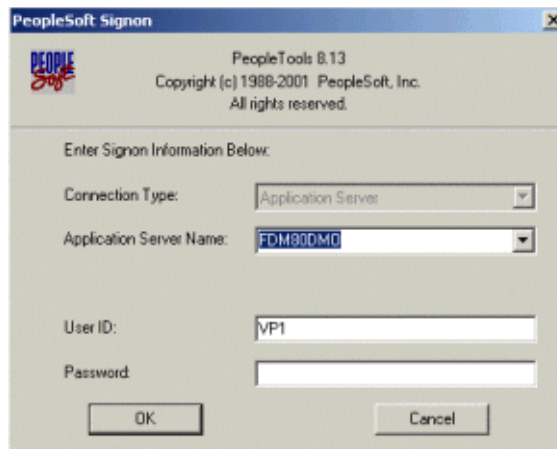 PeopleSoft Signon
PEOPLE
Soft
PeopleTools 8.13
Copyright (c) 1988-2001 PeopleSoft, Inc.
All rights reserved.
Enter Signon Information Below:
Connection Type:
Application Server
Application Server Name:
FDM80DMO
User ID:
VP1
Password:
OK
Cancel